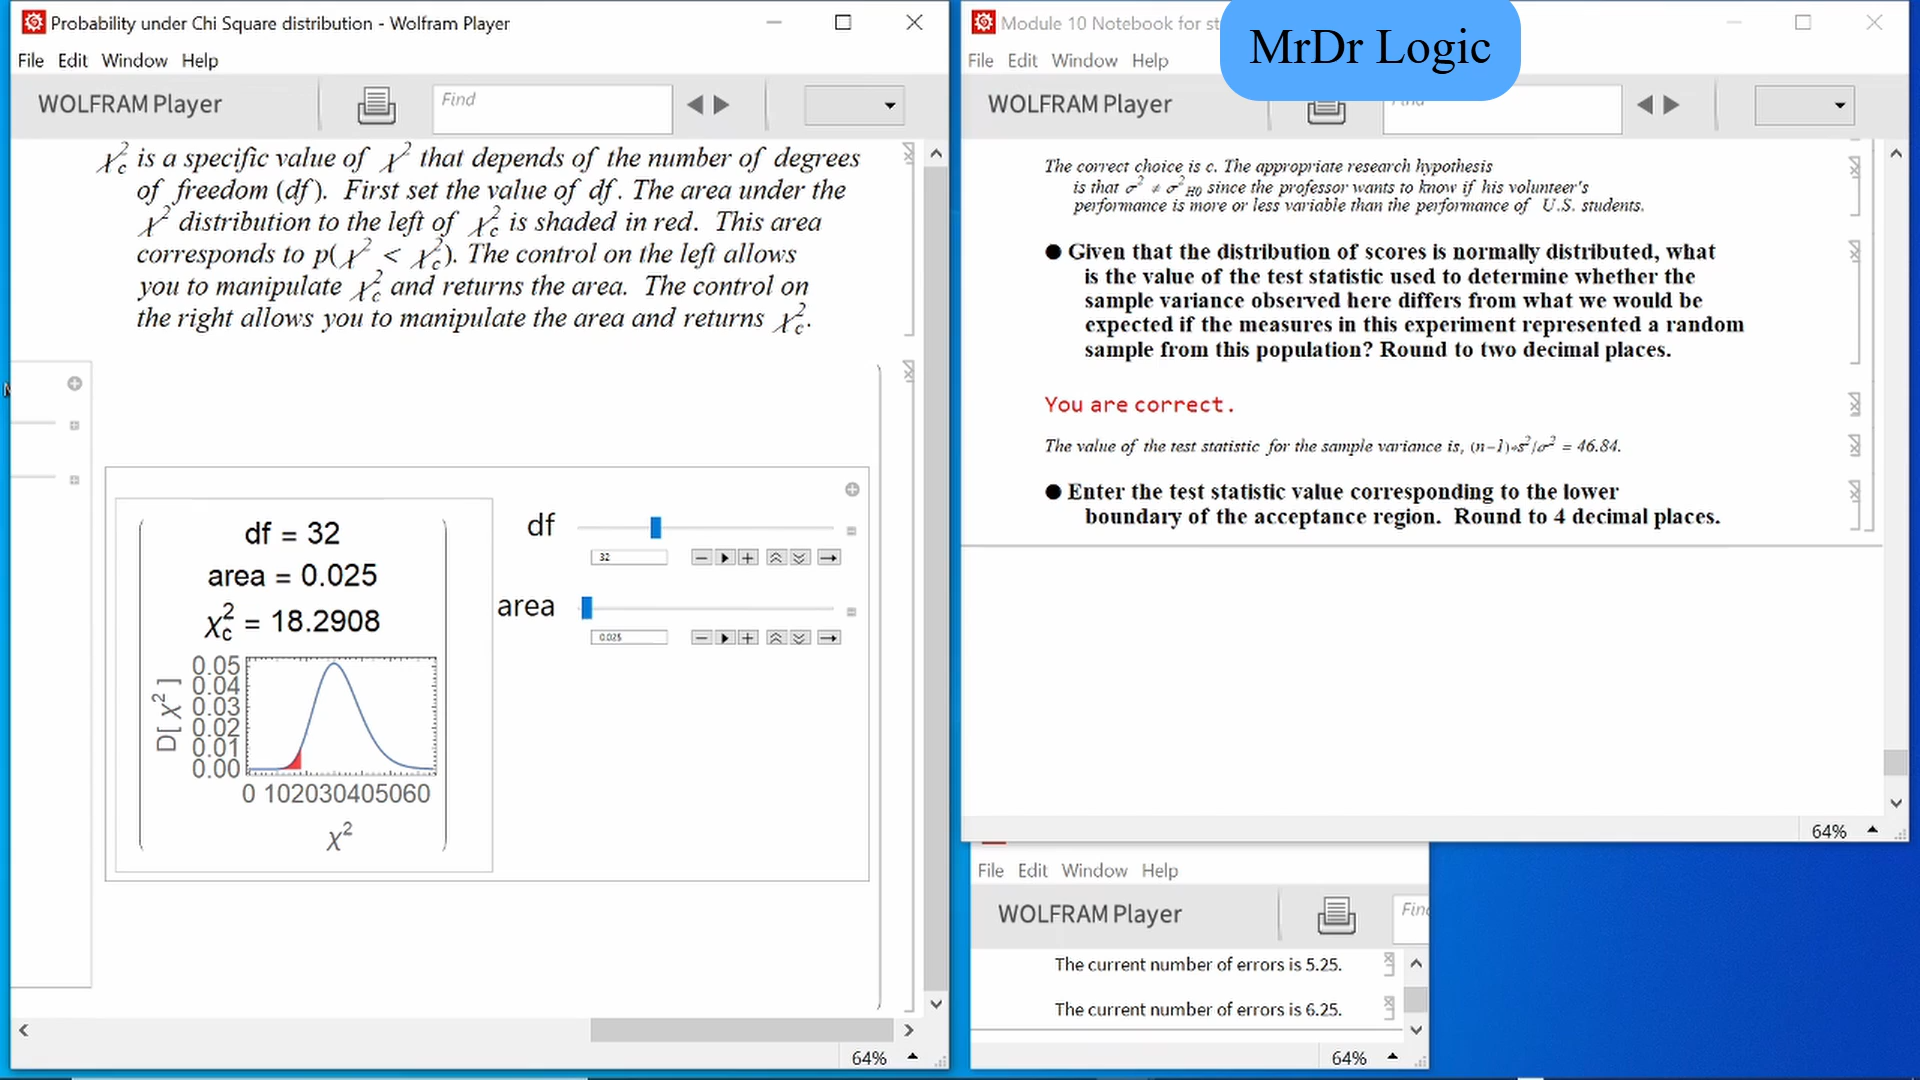 Probability under Chi Square distribution - Wolfram Player
File Edit Window Help
WOLFRAM Player
Find
χ²c is a specific value of χ² that depends of the number of degrees
of freedom (df). First set the value of df. The area under the
χ² distribution to the left of χ²c is shaded in red. This area
corresponds to p(χ² < χ²c). The control on the left allows
you to manipulate χ²c and returns the area. The control on
the right allows you to manipulate the area and returns χ²c.
df = 32
area = 0.025
χ²c = 18.2908
0.05
0.04
0.03
0.02
0.01
0.00
D[χ²]
0 10 20 30 40 50 60
χ²
df
32
area
0.025
64%
Module 10 Notebook for st
MrDr Logic
File Edit Window Help
WOLFRAM Player
Find
The correct choice is c. The appropriate research hypothesis
is that σ² ≠ σ²H0 since the professor wants to know if his volunteer's
performance is more or less variable than the performance of U.S. students.
● Given that the distribution of scores is normally distributed, what
is the value of the test statistic used to determine whether the
sample variance observed here differs from what we would be
expected if the measures in this experiment represented a random
sample from this population? Round to two decimal places.
You are correct.
The value of the test statistic for the sample variance is, (n-1)*s²/σ² = 46.84.
● Enter the test statistic value corresponding to the lower
boundary of the acceptance region. Round to 4 decimal places.
64%
File Edit Window Help
WOLFRAM Player
Find
The current number of errors is 5.25.
The current number of errors is 6.25.
64%